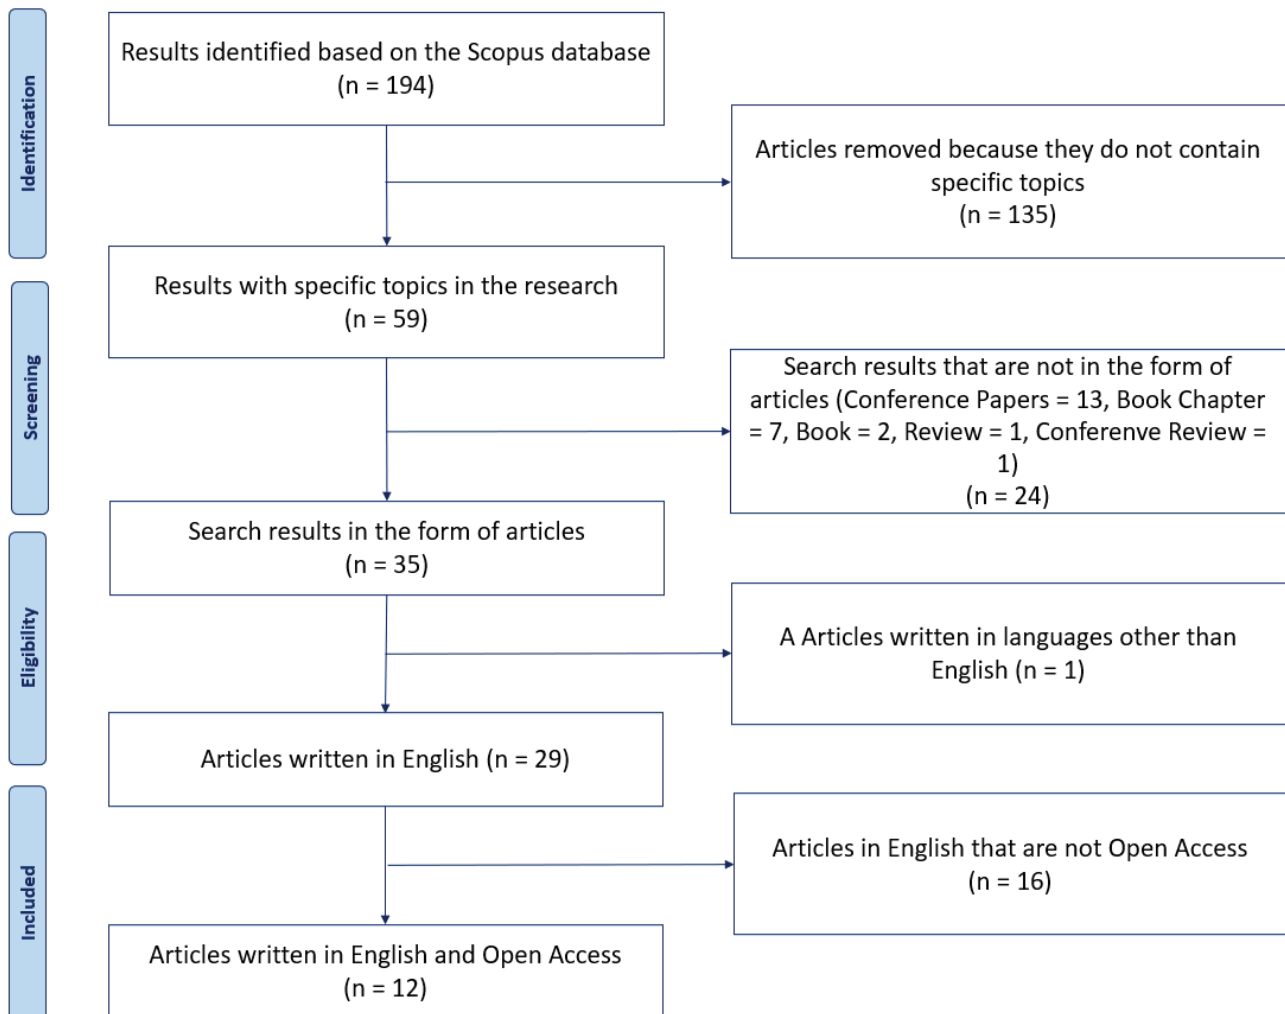 Identification
Results identified based on the Scopus database
(n = 194)
Articles removed because they do not contain
specific topics
(n = 135)
Screening
Results with specific topics in the research
(n = 59)
Search results that are not in the form of
articles (Conference Papers = 13, Book Chapter
= 7, Book = 2, Review = 1, Conferenve Review =
1)
(n = 24)
Eligibility
Search results in the form of articles
(n = 35)
A Articles written in languages other than
English (n = 1)
Articles written in English (n = 29)
Included
Articles in English that are not Open Access
(n = 16)
Articles written in English and Open Access
(n = 12)